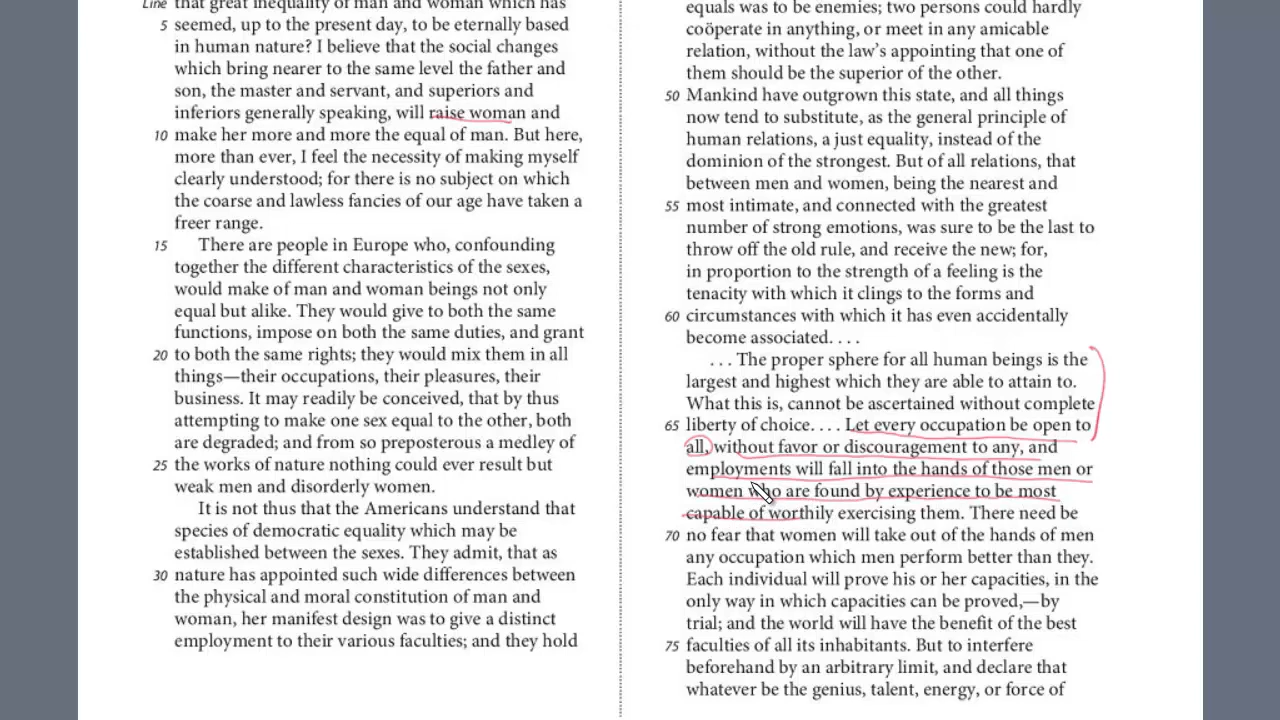 Line that great inequality of man and woman which has
5 seemed, up to the present day, to be eternally based
in human nature? I believe that the social changes
which bring nearer to the same level the father and
son, the master and servant, and superiors and
inferiors generally speaking, will raise woman and
10 make her more and more the equal of man. But here,
more than ever, I feel the necessity of making myself
clearly understood; for there is no subject on which
the coarse and lawless fancies of our age have taken a
freer range.
15 There are people in Europe who, confounding
together the different characteristics of the sexes,
would make of man and woman beings not only
equal but alike. They would give to both the same
functions, impose on both the same duties, and grant
20 to both the same rights; they would mix them in all
things—their occupations, their pleasures, their
business. It may readily be conceived, that by thus
attempting to make one sex equal to the other, both
are degraded; and from so preposterous a medley of
25 the works of nature nothing could ever result but
weak men and disorderly women.
It is not thus that the Americans understand that
species of democratic equality which may be
established between the sexes. They admit, that as
30 nature has appointed such wide differences between
the physical and moral constitution of man and
woman, her manifest design was to give a distinct
employment to their various faculties; and they hold
equals was to be enemies; two persons could hardly
coöperate in anything, or meet in any amicable
relation, without the law's appointing that one of
them should be the superior of the other.
50 Mankind have outgrown this state, and all things
now tend to substitute, as the general principle of
human relations, a just equality, instead of the
dominion of the strongest. But of all relations, that
between men and women, being the nearest and
55 most intimate, and connected with the greatest
number of strong emotions, was sure to be the last to
throw off the old rule, and receive the new; for,
in proportion to the strength of a feeling is the
tenacity with which it clings to the forms and
60 circumstances with which it has even accidentally
become associated. . . .
. . . The proper sphere for all human beings is the
largest and highest which they are able to attain to.
What this is, cannot be ascertained without complete
65 liberty of choice. . . . Let every occupation be open to
all, without favor or discouragement to any, and
employments will fall into the hands of those men or
women who are found by experience to be most
capable of worthily exercising them. There need be
70 no fear that women will take out of the hands of men
any occupation which men perform better than they.
Each individual will prove his or her capacities, in the
only way in which capacities can be proved,—by
trial; and the world will have the benefit of the best
75 faculties of all its inhabitants. But to interfere
beforehand by an arbitrary limit, and declare that
whatever be the genius, talent, energy, or force of